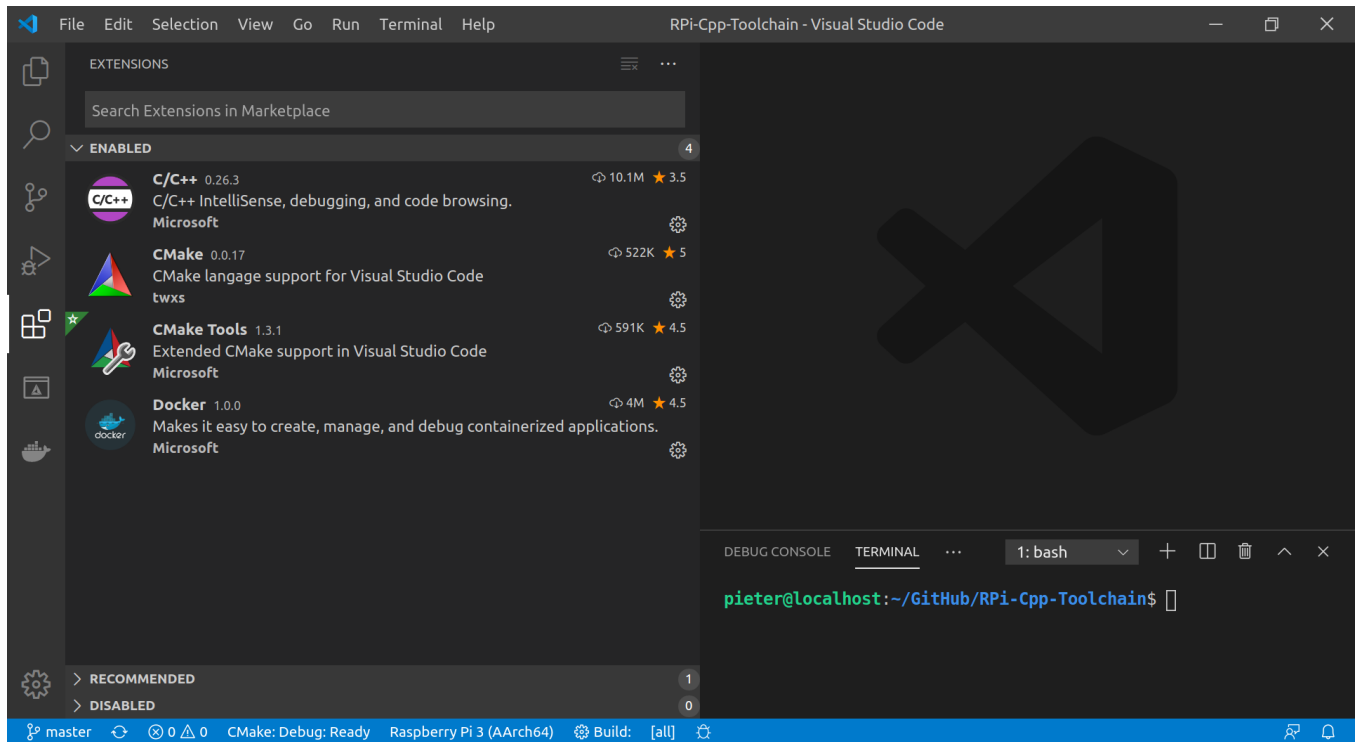 File Edit Selection View Go Run Terminal Help RPi-Cpp-Toolchain - Visual Studio Code
EXTENSIONS
Search Extensions in Marketplace
ENABLED 4
C/C++ 0.26.3 10.1M 3.5
C/C++ IntelliSense, debugging, and code browsing.
Microsoft
C/C++
CMake 0.0.17 522K 5
CMake langage support for Visual Studio Code
twxs
CMake Tools 1.3.1 591K 4.5
Extended CMake support in Visual Studio Code
Microsoft
Docker 1.0.0 4M 4.5
Makes it easy to create, manage, and debug containerized applications.
Microsoft
docker
DEBUG CONSOLE TERMINAL ··· 1: bash
pieter@localhost:~/GitHub/RPi-Cpp-Toolchain$
RECOMMENDED 1
DISABLED 0
master 0 0 CMake: Debug: Ready Raspberry Pi 3 (AArch64) Build: [all]